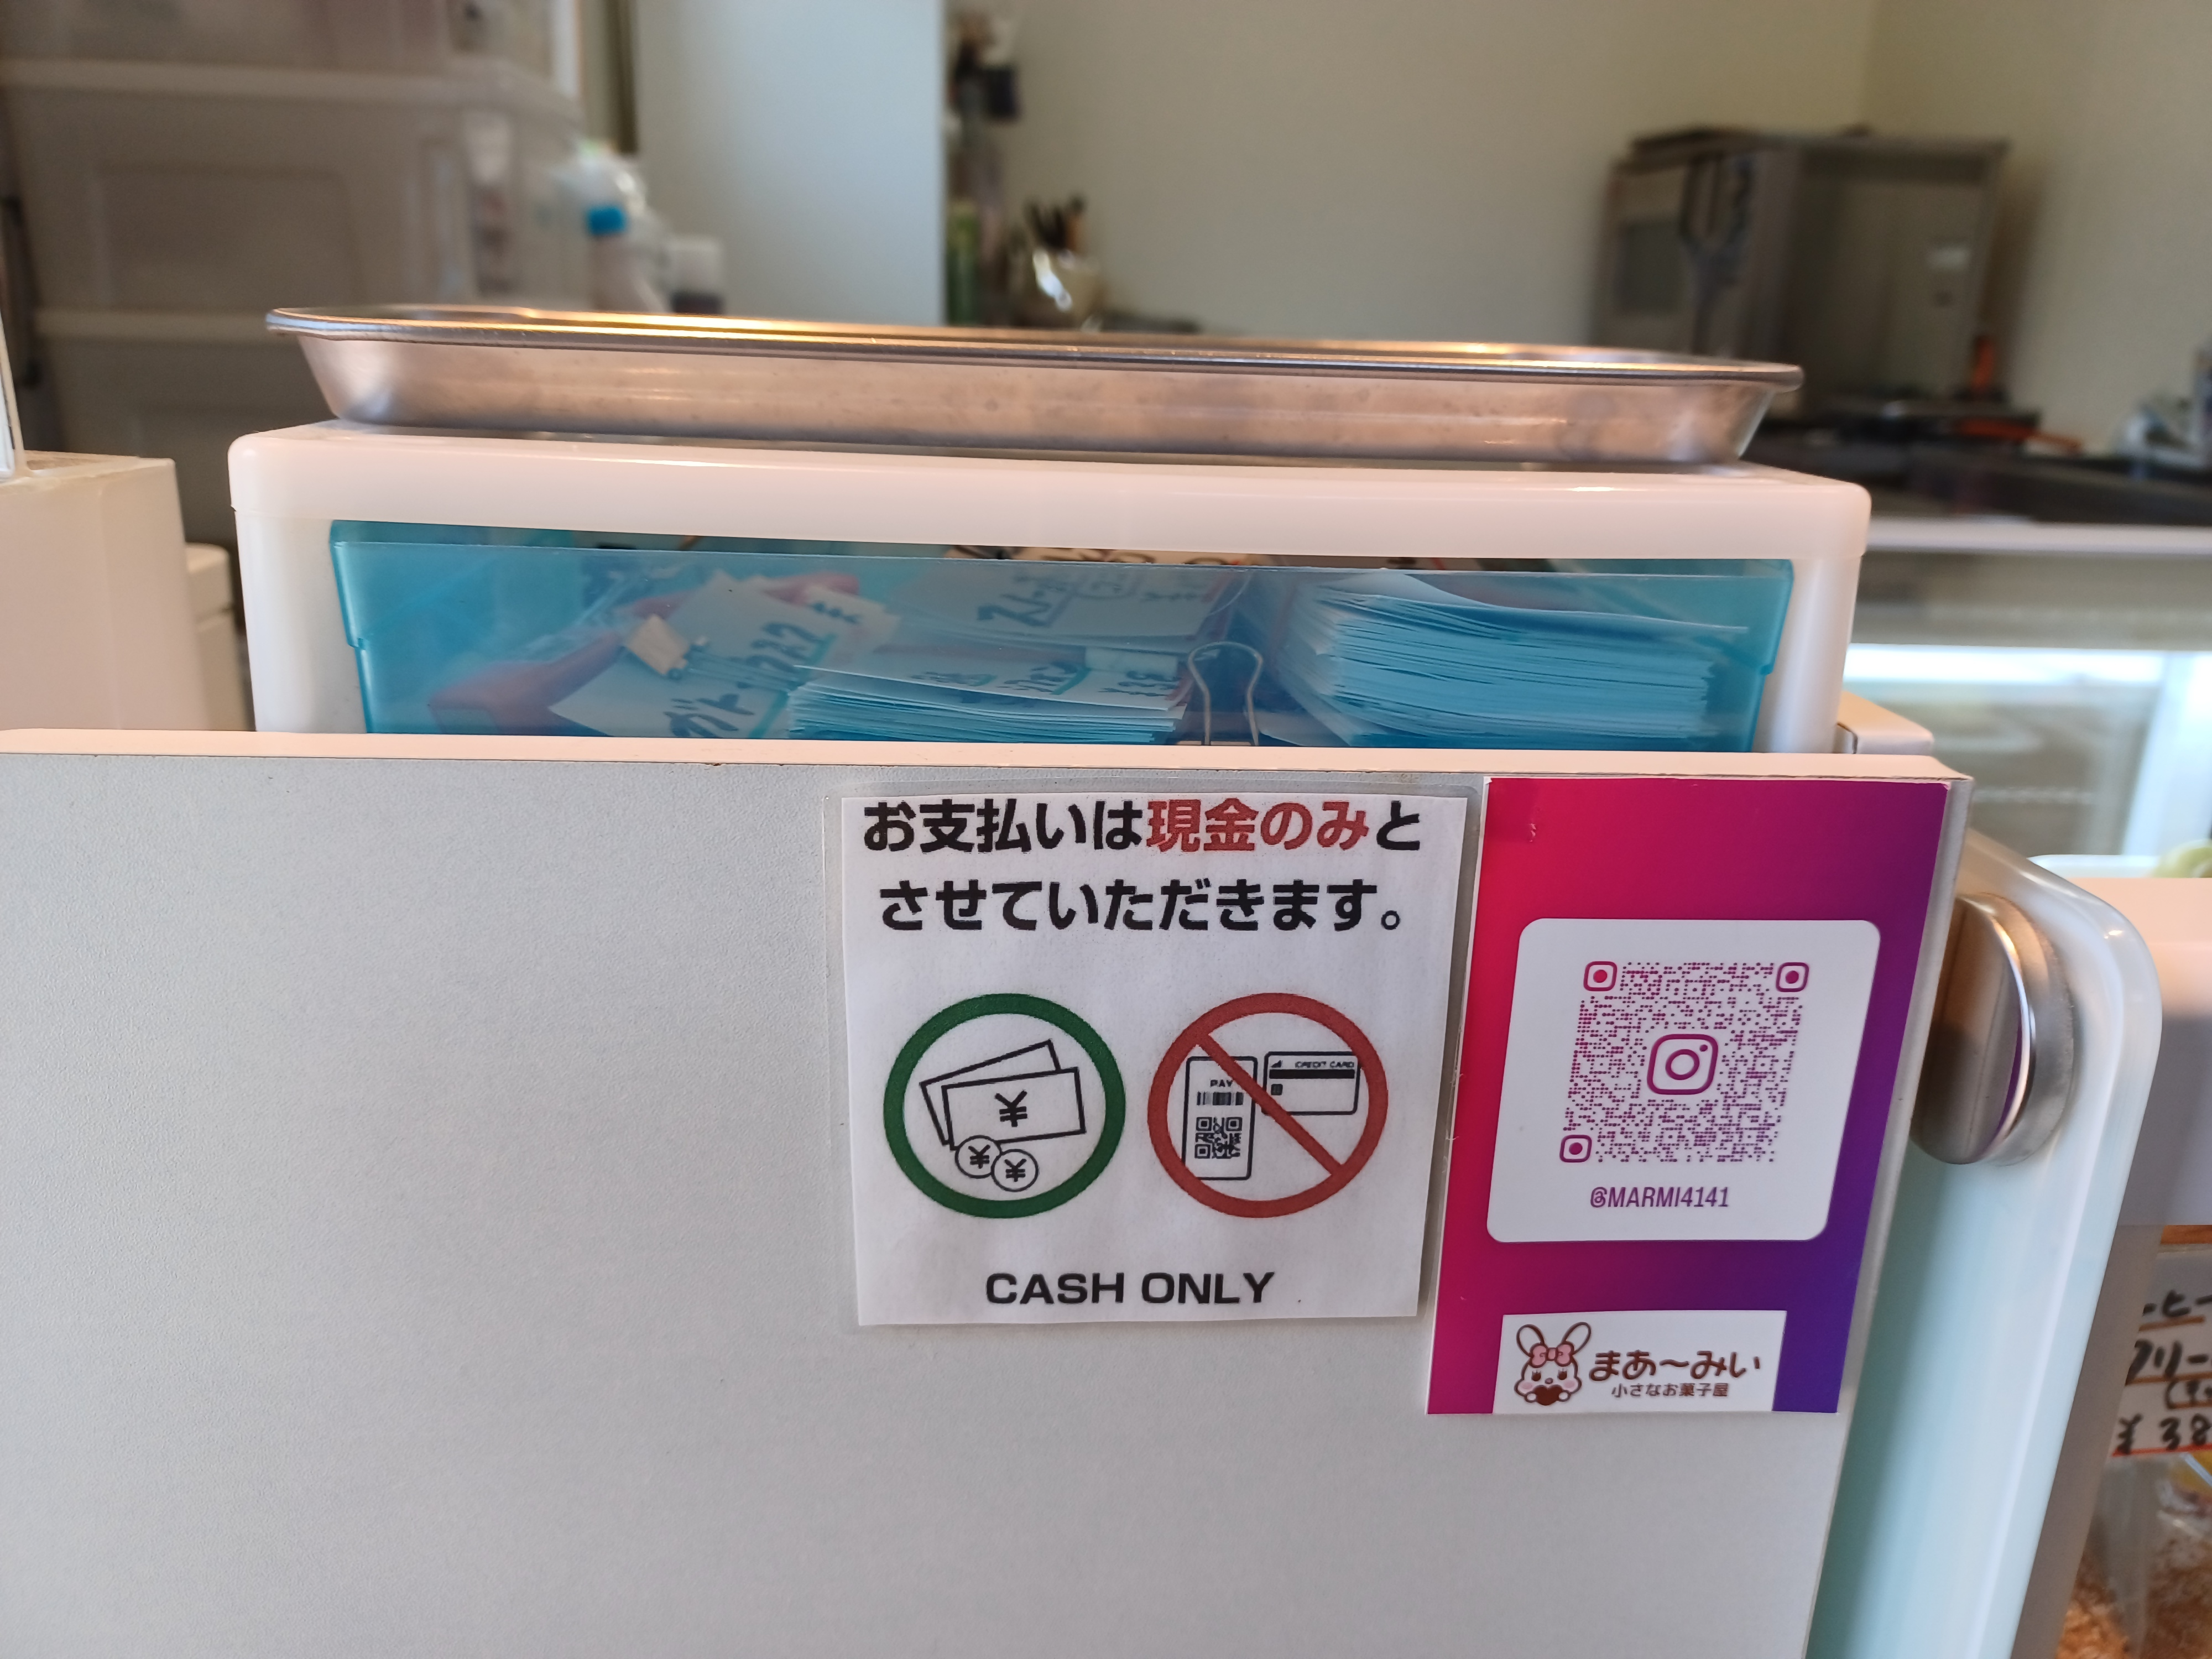 お支払いは現金のみと
させていただきます。
PAY
CREDIT CARD
CASH ONLY
@MARMI4141
まあ〜みい
小さなお菓子屋